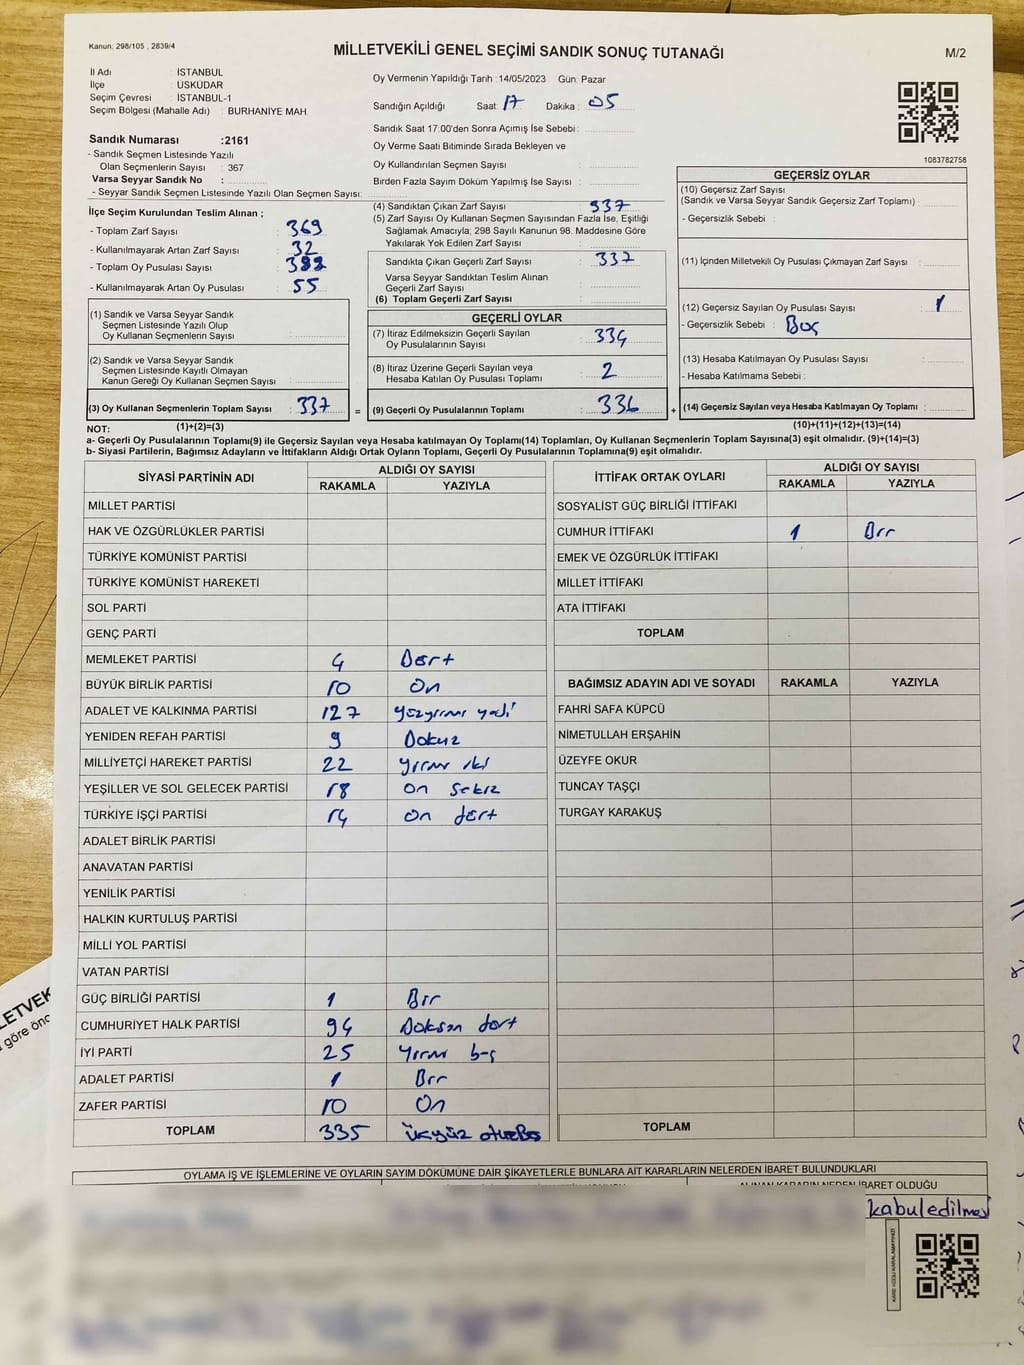 Kanun: 298/105 , 2839/4
MİLLETVEKİLİ GENEL SEÇİMİ SANDIK SONUÇ TUTANAĞI
M/2
İl Adı : İSTANBUL
İlçe : ÜSKÜDAR
Seçim Çevresi : İSTANBUL-1
Seçim Bölgesi (Mahalle Adı) : BURHANİYE MAH.
Sandık Numarası :2161
- Sandık Seçmen Listesinde Yazılı
Olan Seçmenlerin Sayısı : 367
Varsa Seyyar Sandık No :
- Seyyar Sandık Seçmen Listesinde Yazılı Olan Seçmen Sayısı:
İlçe Seçim Kurulundan Teslim Alınan ;
- Toplam Zarf Sayısı : 369
- Kullanılmayarak Artan Zarf Sayısı : 32
- Toplam Oy Pusulası Sayısı :
- Kullanılmayarak Artan Oy Pusulası : 55
(1) Sandık ve Varsa Seyyar Sandık
Seçmen Listesinde Yazılı Olup
Oy Kullanan Seçmenlerin Sayısı :
(2) Sandık ve Varsa Seyyar Sandık
Seçmen Listesinde Kayıtlı Olmayan
Kanun Gereği Oy Kullanan Seçmen Sayısı :
(3) Oy Kullanan Seçmenlerin Toplam Sayısı : 337 =
Oy Vermenin Yapıldığı Tarih :14/05/2023 Gün: Pazar
Sandığın Açıldığı Saat: 17 Dakika : 05
Sandık Saat 17:00'den Sonra Açımış İse Sebebi :
Oy Verme Saati Bitiminde Sırada Bekleyen ve
Oy Kullandırılan Seçmen Sayısı :
Birden Fazla Sayım Döküm Yapılmış İse Sayısı :
(4) Sandıktan Çıkan Zarf Sayısı : 337
(5) Zarf Sayısı Oy Kullanan Seçmen Sayısından Fazla İse, Eşitliği
Sağlamak Amacıyla; 298 Sayılı Kanunun 98. Maddesine Göre
Yakılarak Yok Edilen Zarf Sayısı :
Sandıkta Çıkan Geçerli Zarf Sayısı : 337
Varsa Seyyar Sandıktan Teslim Alınan
Geçerli Zarf Sayısı :
(6) Toplam Geçerli Zarf Sayısı :
GEÇERLİ OYLAR
(7) İtiraz Edilmeksizin Geçerli Sayılan
Oy Pusulalarının Sayısı : 334
(8) İtiraz Üzerine Geçerli Sayılan veya
Hesaba Katılan Oy Pusulası Toplamı : 2
(9) Geçerli Oy Pusulalarının Toplamı : 336 +
1083782758
GEÇERSİZ OYLAR
(10) Geçersiz Zarf Sayısı
(Sandık ve Varsa Seyyar Sandık Geçersiz Zarf Toplamı) :
- Geçersizlik Sebebi :
(11) İçinden Milletvekili Oy Pusulası Çıkmayan Zarf Sayısı :
(12) Geçersiz Sayılan Oy Pusulası Sayısı : 1
- Geçersizlik Sebebi : Boş
(13) Hesaba Katılmayan Oy Pusulası Sayısı :
- Hesaba Katılmama Sebebi :
(14) Geçersiz Sayılan veya Hesaba Katılmayan Oy Toplamı :
NOT: (1)+(2)=(3) (10)+(11)+(12)+(13)=(14)
a- Geçerli Oy Pusulalarının Toplamı(9) ile Geçersiz Sayılan veya Hesaba katılmayan Oy Toplamı(14) Toplamları, Oy Kullanan Seçmenlerin Toplam Sayısına(3) eşit olmalıdır. (9)+(14)=(3)
b- Siyasi Partilerin, Bağımsız Adayların ve İttifakların Aldığı Ortak Oyların Toplamı, Geçerli Oy Pusulalarının Toplamına(9) eşit olmalıdır.
SİYASİ PARTİNİN ADI ALDIĞI OY SAYISI
RAKAMLA YAZIYLA
MİLLET PARTİSİ
HAK VE ÖZGÜRLÜKLER PARTİSİ
TÜRKİYE KOMÜNİST PARTİSİ
TÜRKİYE KOMÜNİST HAREKETİ
SOL PARTİ
GENÇ PARTİ
MEMLEKET PARTİSİ 4 Dört
BÜYÜK BİRLİK PARTİSİ 10 On
ADALET VE KALKINMA PARTİSİ 127 Yüzyirmi yedi
YENİDEN REFAH PARTİSİ 9 Dokuz
MİLLİYETÇİ HAREKET PARTİSİ 22 Yirmi iki
YEŞİLLER VE SOL GELECEK PARTİSİ 18 on sekiz
TÜRKİYE İŞÇİ PARTİSİ 14 on dört
ADALET BİRLİK PARTİSİ
ANAVATAN PARTİSİ
YENİLİK PARTİSİ
HALKIN KURTULUŞ PARTİSİ
MİLLİ YOL PARTİSİ
VATAN PARTİSİ
GÜÇ BİRLİĞİ PARTİSİ 1 Bir
CUMHURİYET HALK PARTİSİ 94 Doksan dört
İYİ PARTİ 25 Yirmi beş
ADALET PARTİSİ 1 Bir
ZAFER PARTİSİ 10 On
TOPLAM 335 üçyüz otuzbeş
İTTİFAK ORTAK OYLARI ALDIĞI OY SAYISI
RAKAMLA YAZIYLA
SOSYALİST GÜÇ BİRLİĞİ İTTİFAKI
CUMHUR İTTİFAKI 1 Bir
EMEK VE ÖZGÜRLÜK İTTİFAKI
MİLLET İTTİFAKI
ATA İTTİFAKI
TOPLAM
BAĞIMSIZ ADAYIN ADI VE SOYADI RAKAMLA YAZIYLA
FAHRİ SAFA KÜPCÜ
NİMETULLAH ERŞAHİN
ÜZEYFE OKUR
TUNCAY TAŞÇI
TURGAY KARAKUŞ
TOPLAM
OYLAMA İŞ VE İŞLEMLERİNE VE OYLARIN SAYIM DÖKÜMÜNE DAİR ŞİKAYETLERLE BUNLARA AİT KARARLARIN NELERDEN İBARET BULUNDUKLARI
ALINAN KARARIN NEDEN İBARET OLDUĞU
kabuledilmesi
KARE KODU KARALAMAYINIZ!
LETVEK
göre önc